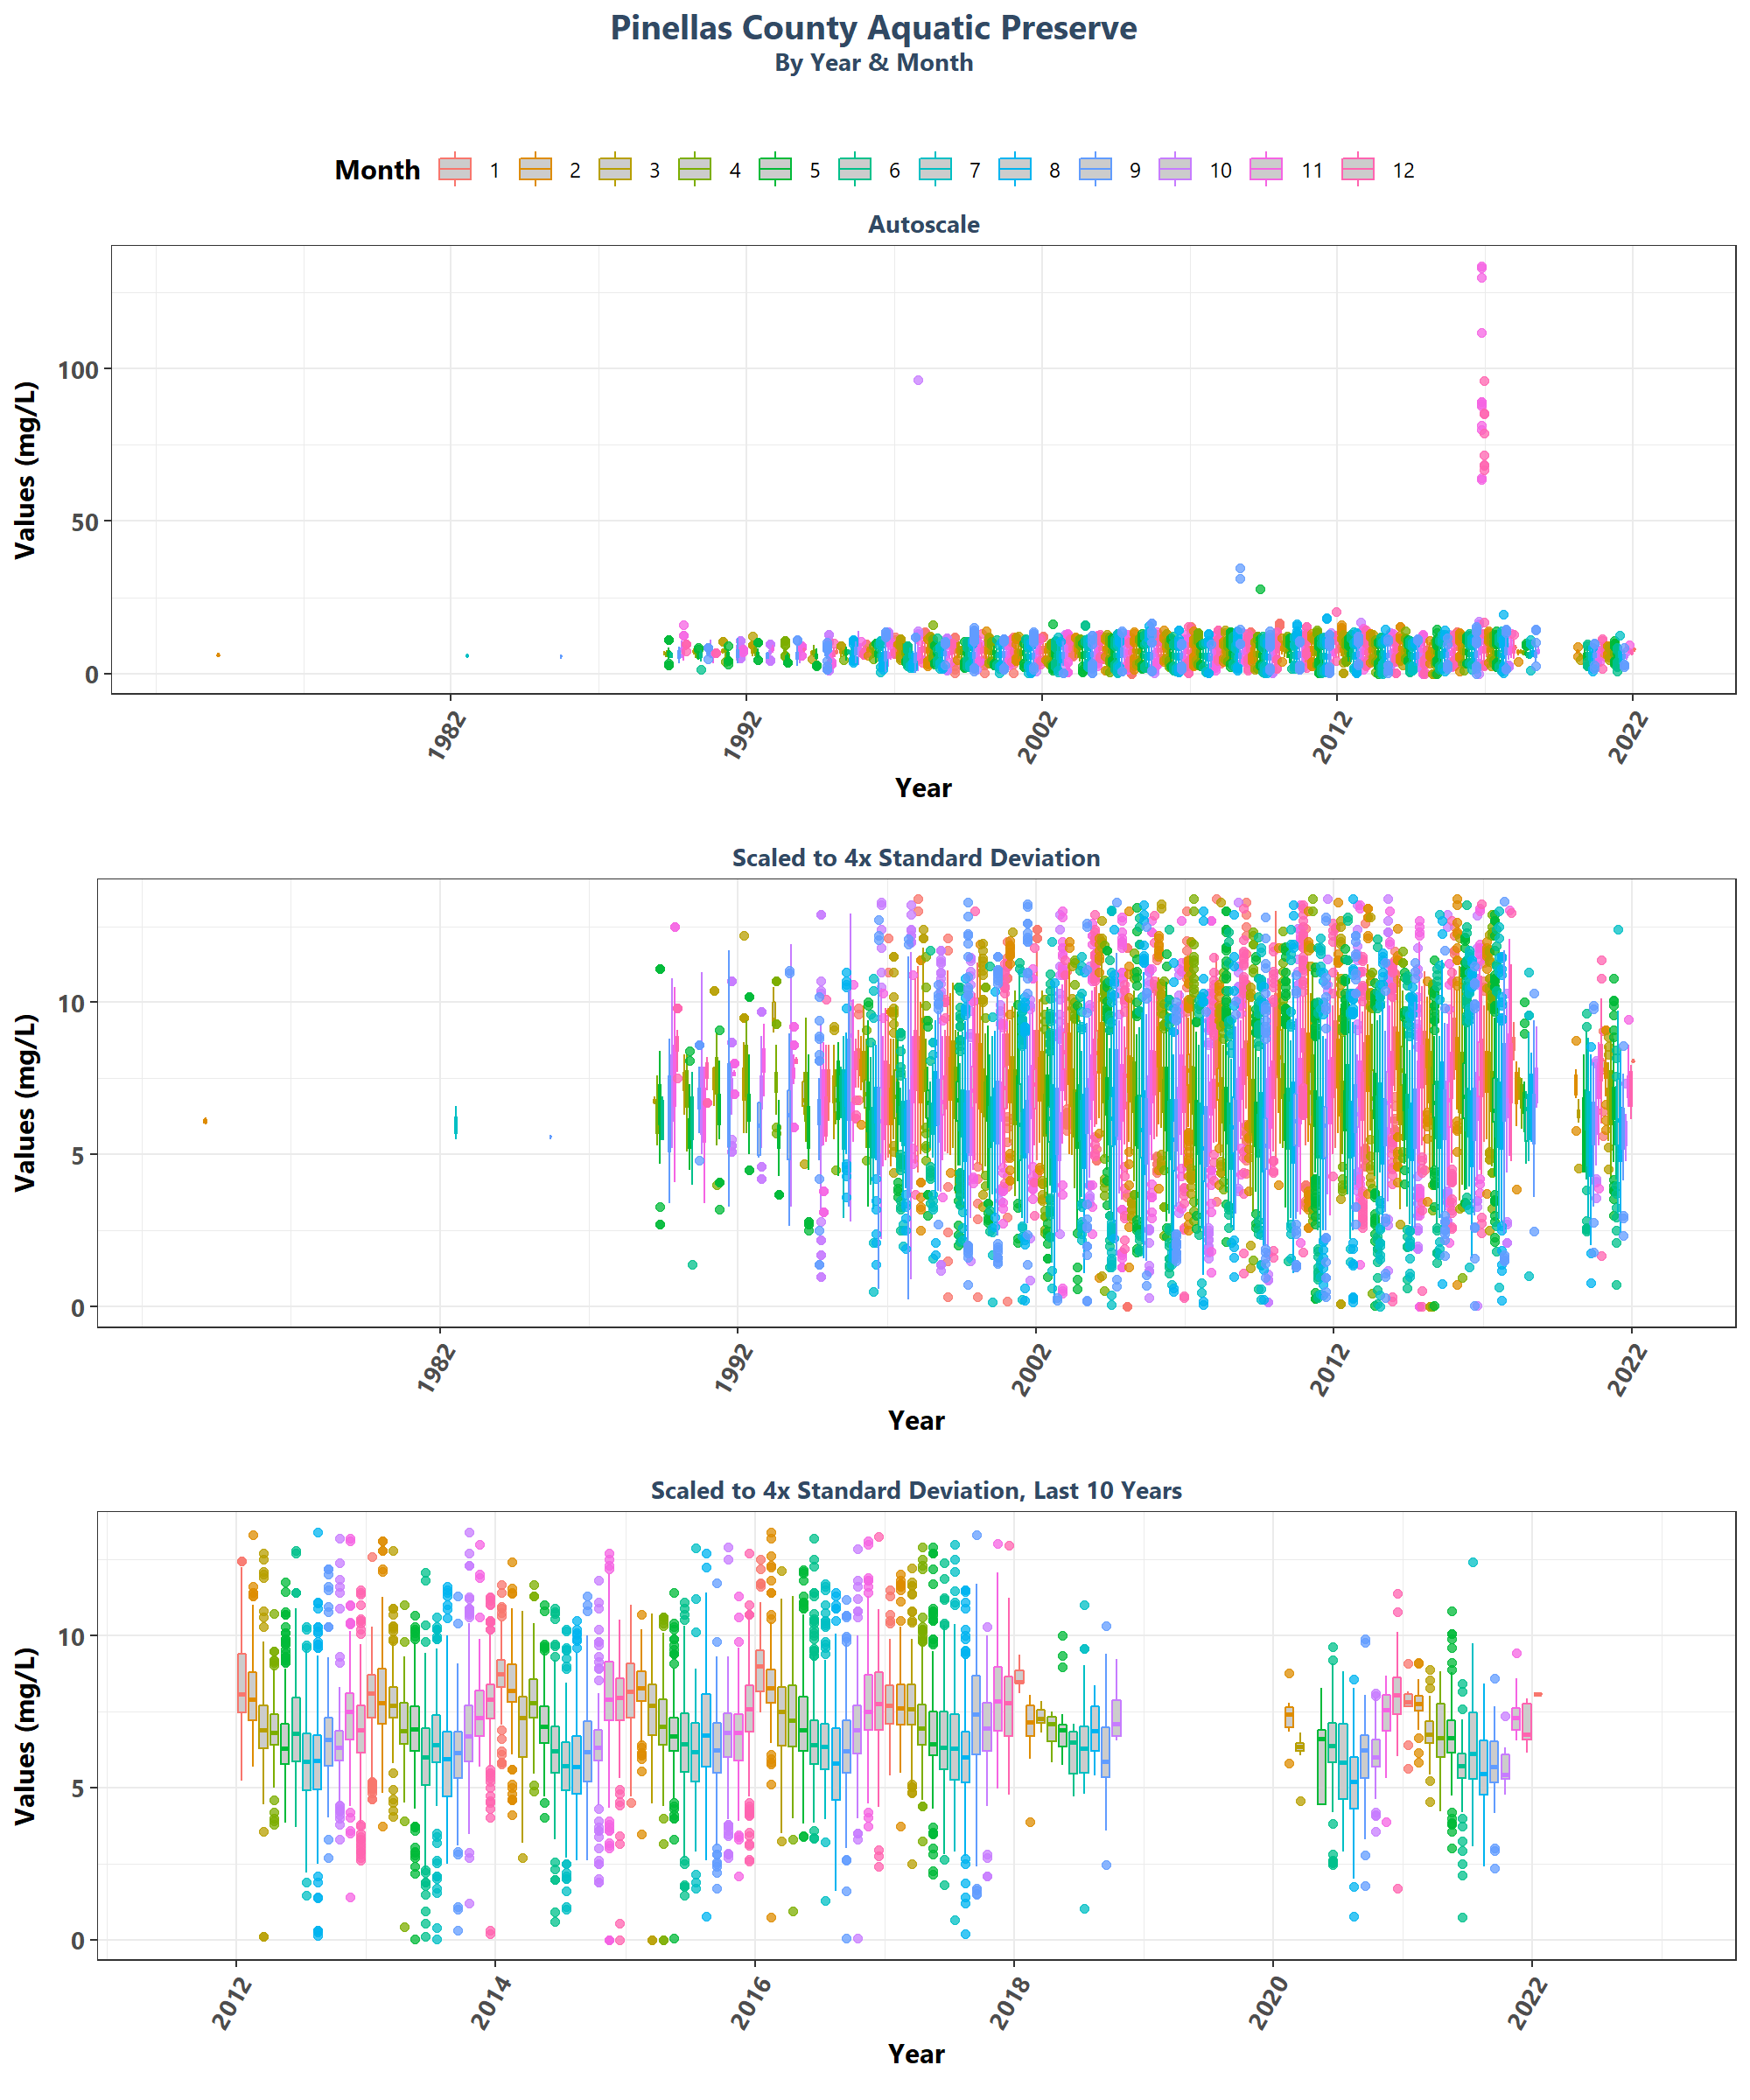 Pinellas County Aquatic Preserve
By Year & Month
Month 1 2 3 4 5 6 7 8 9 10 11 12
Autoscale
Values (mg/L)
100
50
0
1982 1992 2002 2012 2022
Year
Scaled to 4x Standard Deviation
Values (mg/L)
10
5
0
1982 1992 2002 2012 2022
Year
Scaled to 4x Standard Deviation, Last 10 Years
Values (mg/L)
10
5
0
2012 2014 2016 2018 2020 2022
Year